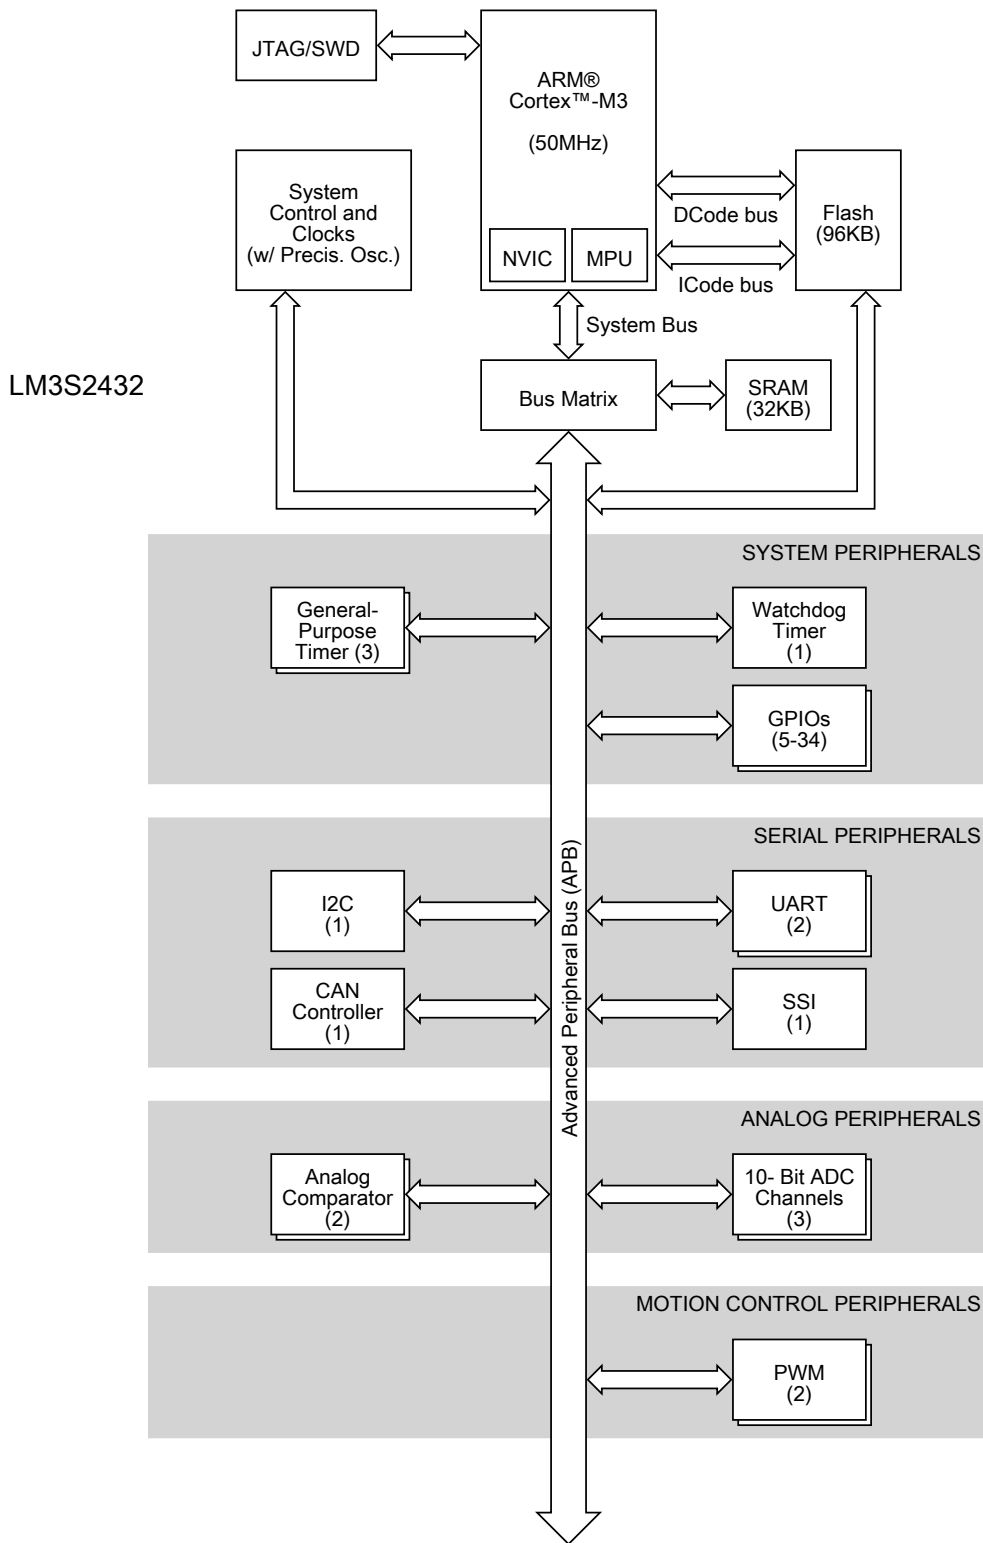 JTAG/SWD
ARM®
Cortex™-M3
(50MHz)
System
Control and
Clocks
(w/ Precis. Osc.)
DCode bus
Flash
(96KB)
NVIC
MPU
ICode bus
System Bus
LM3S2432
Bus Matrix
SRAM
(32KB)
SYSTEM PERIPHERALS
General-
Purpose
Timer (3)
Watchdog
Timer
(1)
GPIOs
(5-34)
Advanced Peripheral Bus (APB)
SERIAL PERIPHERALS
I2C
(1)
UART
(2)
CAN
Controller
(1)
SSI
(1)
ANALOG PERIPHERALS
Analog
Comparator
(2)
10- Bit ADC
Channels
(3)
MOTION CONTROL PERIPHERALS
PWM
(2)